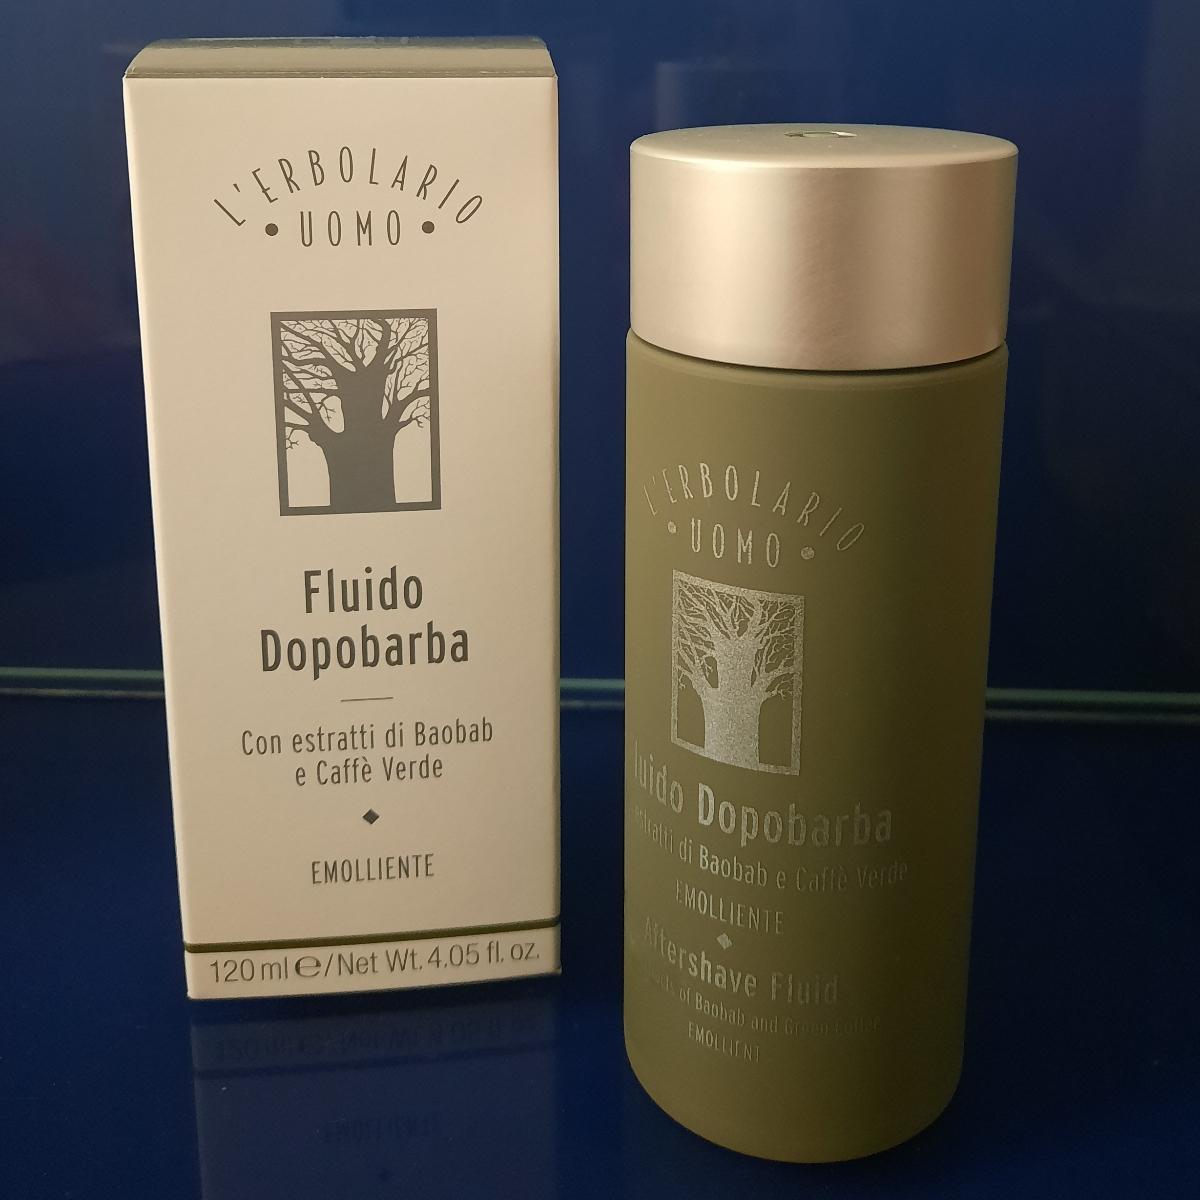 L'ERBOLARIO
• UOMO •
Fluido
Dopobarba
Con estratti di Baobab
e Caffè Verde
EMOLLIENTE
120 ml ℮/Net Wt. 4.05 fl. oz.
L'ERBOLARIO
• UOMO •
luido Dopobarba
estratti di Baobab e Caffè Verde
EMOLLIENTE
Aftershave Fluid
of Baobab and Green Coffee
EMOLLIENT